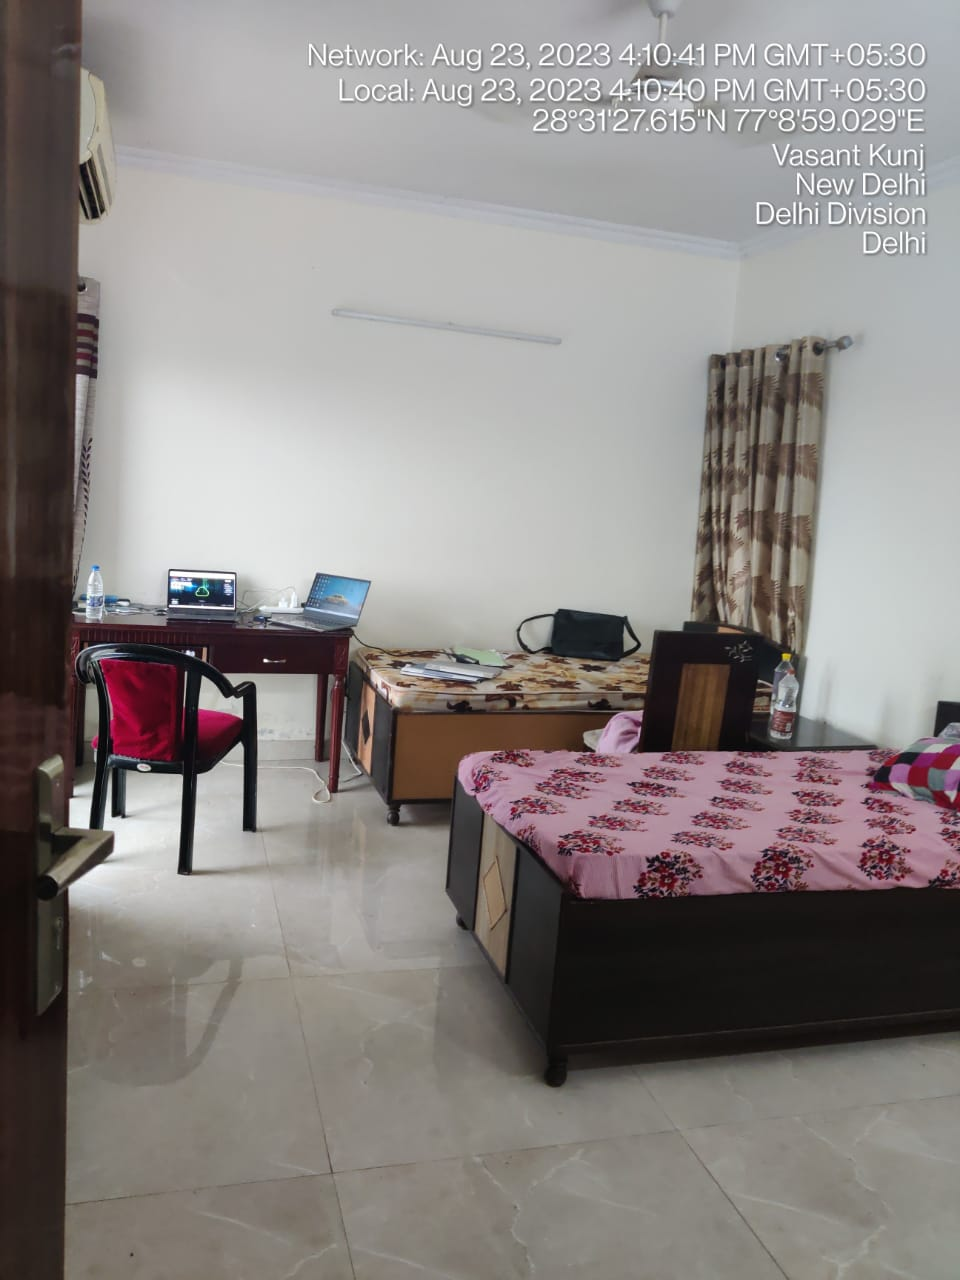 Network: Aug 23, 2023 4:10:41 PM GMT+05:30
Local: Aug 23, 2023 4:10:40 PM GMT+05:30
28°31'27.615"N 77°8'59.029"E
Vasant Kunj
New Delhi
Delhi Division
Delhi